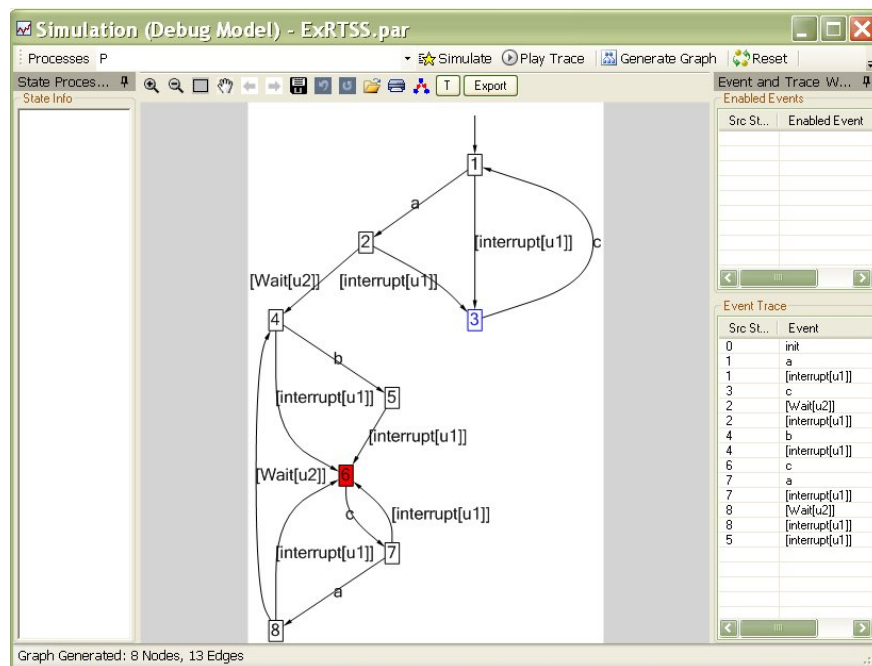 Simulation (Debug Model) - ExRTSS.par
Processes P Simulate Play Trace Generate Graph Reset
State Proces...
T Export
Event and Trace W...
State Info
Enabled Events
Src St... Enabled Event
1
a
2
[interrupt[u1]]
c
[Wait[u2]]
[interrupt[u1]]
4
3
b
[interrupt[u1]]
5
[interrupt[u1]]
[Wait[u2]]
6
c
[interrupt[u1]]
[interrupt[u1]]
7
a
8
Event Trace
Src St... Event
0 init
1 a
1 [interrupt[u1]]
3 c
2 [Wait[u2]]
2 [interrupt[u1]]
4 b
4 [interrupt[u1]]
6 c
7 a
7 [interrupt[u1]]
8 [Wait[u2]]
8 [interrupt[u1]]
5 [interrupt[u1]]
Graph Generated: 8 Nodes, 13 Edges